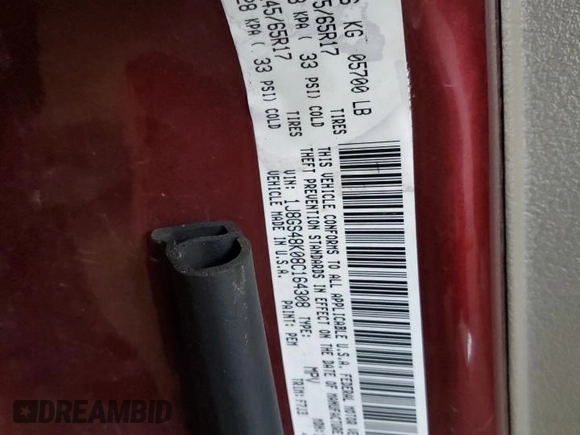 S KG 05700 LB
5/65R17
KPA ( . 33 PSI) COLD
TIRES
45/65R17
28 KPA ( . 33 PSI) COLD
TIRES
THIS VEHICLE CONFORMS TO ALL APPLICABLE U.S.A. FEDERAL MOTOR VE
THEFT PREVENTION STANDARDS IN EFFECT ON THE DATE OF MANUFACTURE
VIN: 1J8GS48K08C164308 TYPE: MPV
VEHICLE MADE IN U.S.A. PAINT: PEM TRIM:
DREAMBID